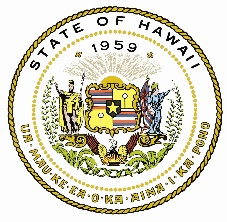 STATE OF HAWAII
1959
UA·MAU·KE·EA·O·KA·AINA·I·KA·PONO